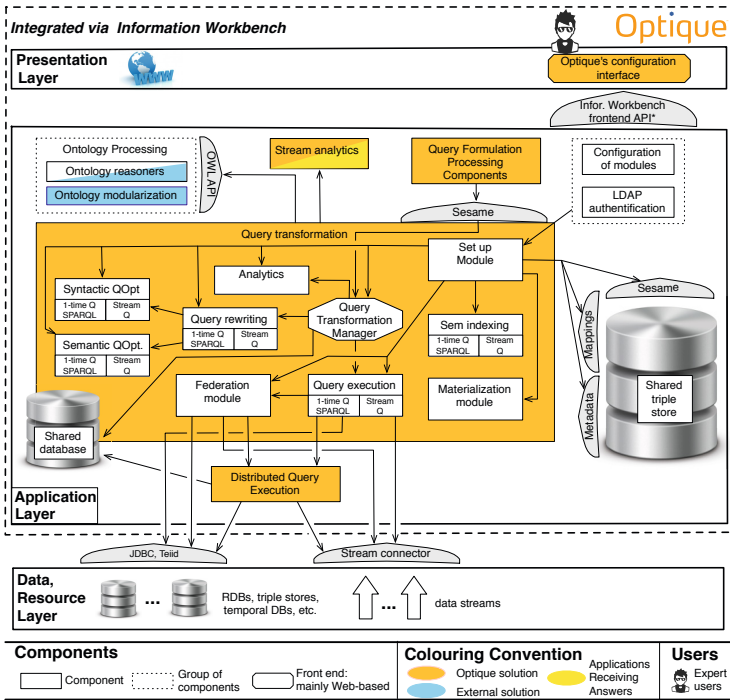 Integrated via Information Workbench
Optique
Presentation
Layer
WWW
Optique's configuration
interface
Infor. Workbench
frontend API*
Ontology Processing
Ontology reasoners
Ontology modularization
OWL API
Stream analytics
Query Formulation
Processing
Components
Configuration
of modules
LDAP
authentification
Sesame
Query transformation
Set up
Module
Analytics
Syntactic QOpt
1-time Q
SPARQL
Stream
Q
Query rewriting
1-time Q
SPARQL
Stream
Q
Query
Transformation
Manager
Sem indexing
1-time Q
SPARQL
Stream
Q
Semantic QOpt.
1-time Q
SPARQL
Stream
Q
Sesame
Mappings
Metadata
Shared
triple
store
Federation
module
Query execution
1-time Q
SPARQL
Stream
Q
Materialization
module
Shared
database
Distributed Query
Execution
Application
Layer
JDBC, Teiid
Stream connector
Data,
Resource
Layer
...
RDBs, triple stores,
temporal DBs, etc.
...
data streams
Components
Component
Group of
components
Front end:
mainly Web-based
Colouring Convention
Optique solution
External solution
Applications
Receiving
Answers
Users
Expert
users